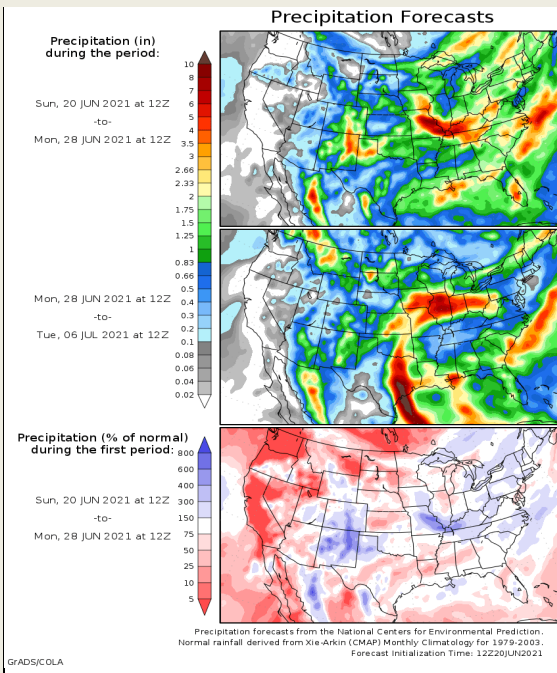 Precipitation Forecasts
Precipitation (in)
during the period:
Sun, 20 JUN 2021 at 12Z
-to-
Mon, 28 JUN 2021 at 12Z
10
8
7
6
5
4
3.5
3
2.66
2.33
2
1.75
1.5
1.25
1
0.83
0.66
0.5
0.4
0.3
0.2
0.1
0.08
0.06
0.04
0.02
Mon, 28 JUN 2021 at 12Z
-to-
Tue, 06 JUL 2021 at 12Z
Precipitation (% of normal)
during the first period:
Sun, 20 JUN 2021 at 12Z
-to-
Mon, 28 JUN 2021 at 12Z
800
600
400
300
150
75
50
25
10
5
Precipitation forecasts from the National Centers for Environmental Prediction.
Normal rainfall derived from Xie-Arkin (CMAP) Monthly Climatology for 1979-2003.
Forecast Initialization Time: 12Z20JUN2021
GrADS/COLA